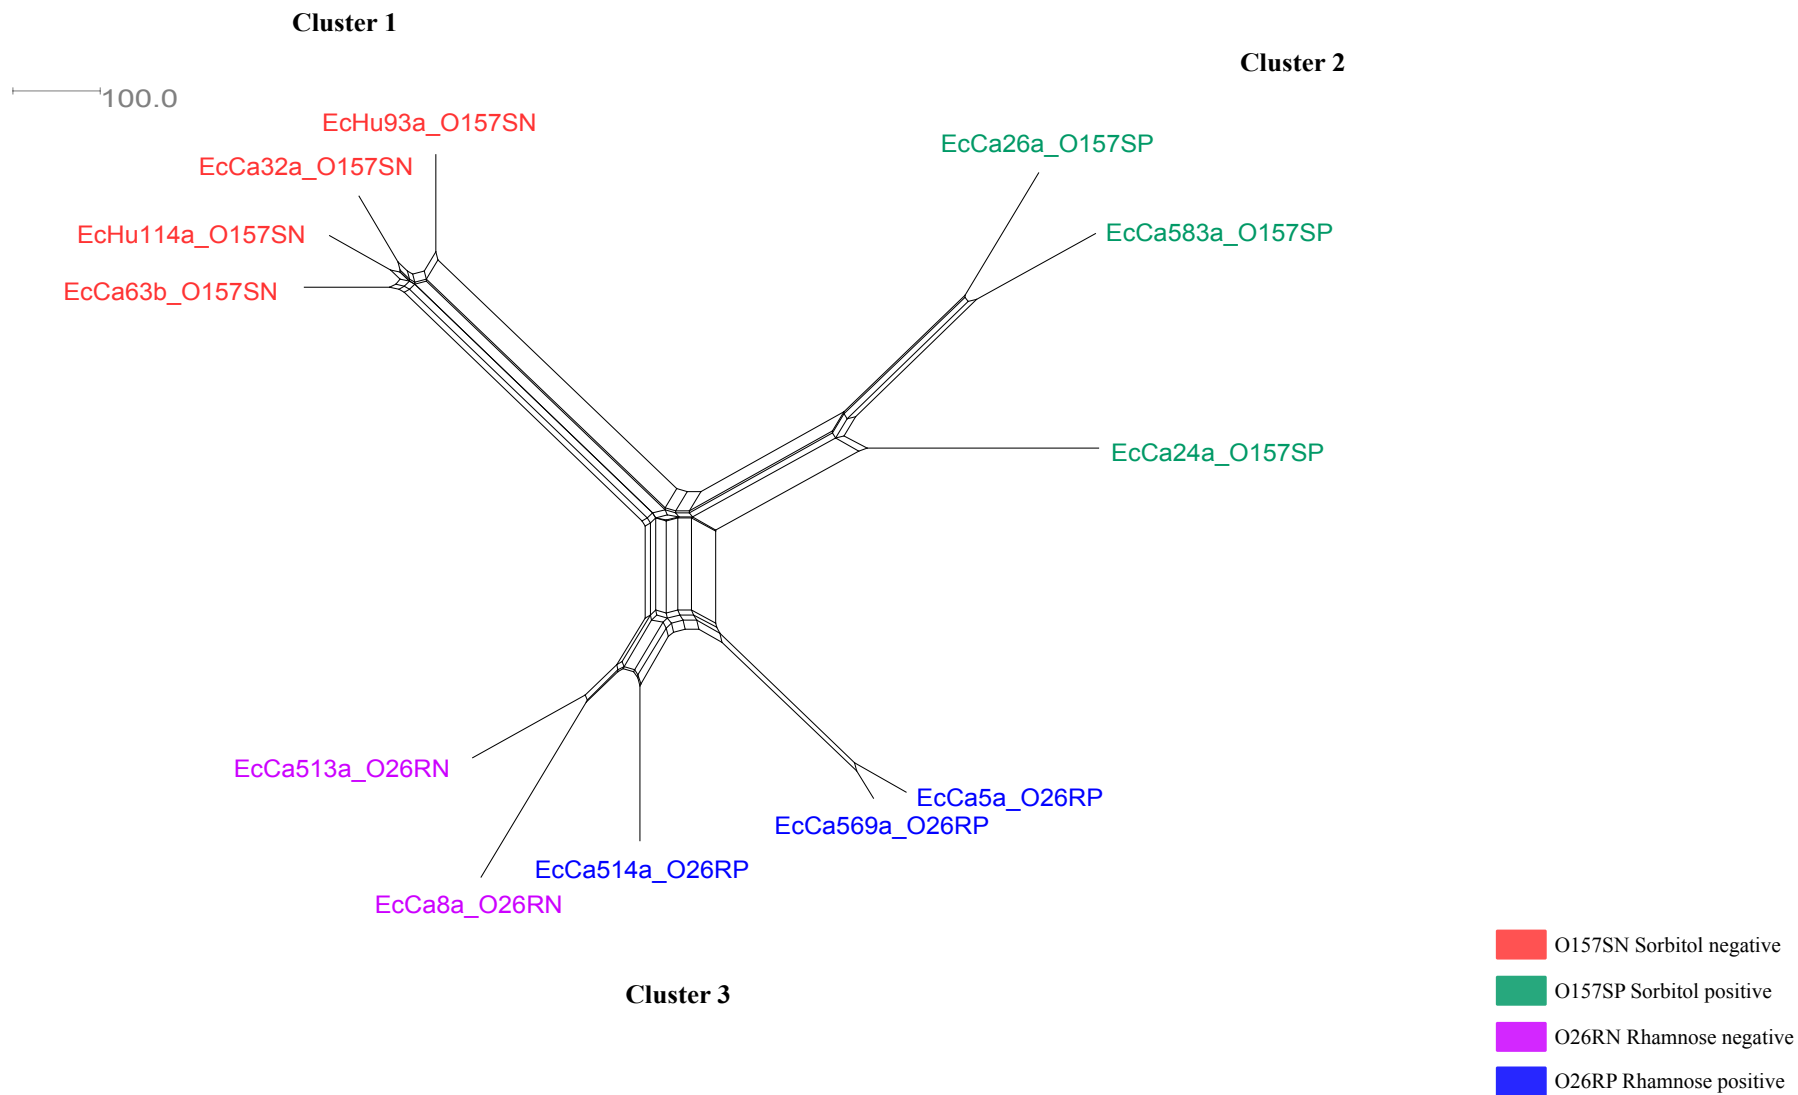 Cluster 1
Cluster 2
100.0
EcHu93a_O157SN
EcCa26a_O157SP
EcCa32a_O157SN
EcCa583a_O157SP
EcHu114a_O157SN
EcCa63b_O157SN
EcCa24a_O157SP
EcCa513a_O26RN
EcCa5a_O26RP
EcCa569a_O26RP
EcCa514a_O26RP
EcCa8a_O26RN
Cluster 3
O157SN Sorbitol negative
O157SP Sorbitol positive
O26RN Rhamnose negative
O26RP Rhamnose positive